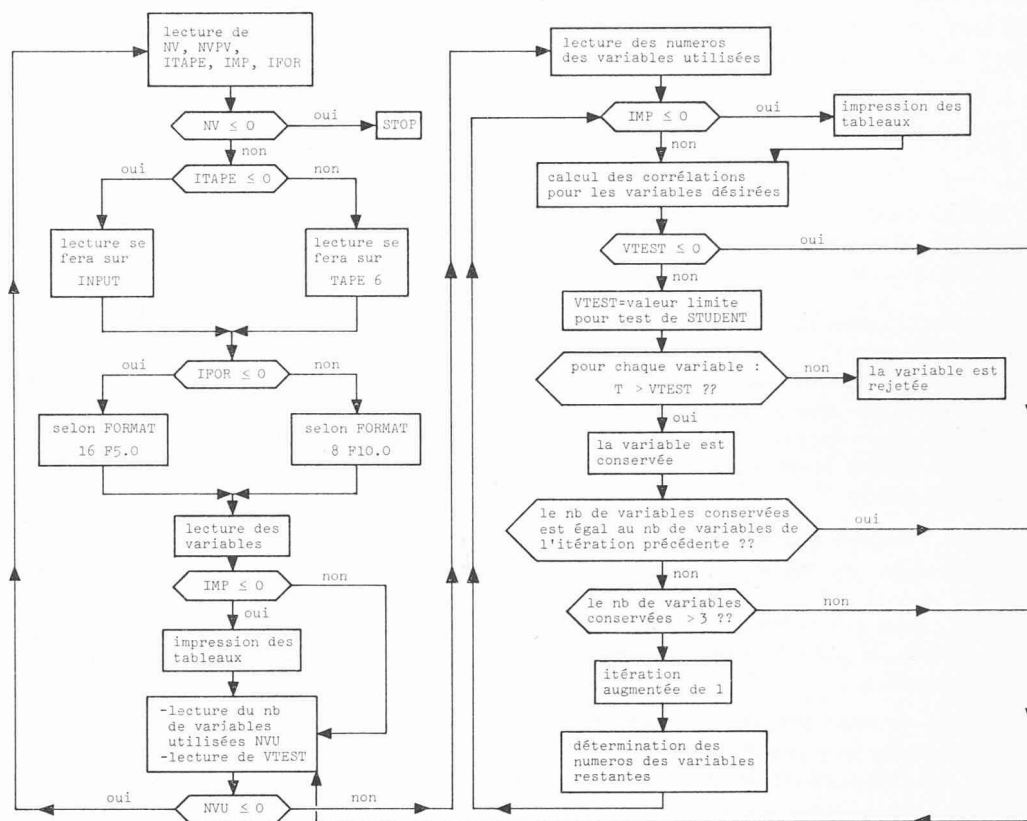 lecture de
NV, NVPV,
ITAPE, IMP, IFOR
NV ≤ 0
oui
STOP
non
oui
ITAPE ≤ 0
non
lecture se
fera sur
INPUT
lecture se
fera sur
TAPE 6
oui
IFOR ≤ 0
non
selon FORMAT
16 F5.0
selon FORMAT
8 F10.0
lecture des
variables
IMP ≤ 0
non
oui
impression des
tableaux
-lecture du nb
de variables
utilisées NVU
-lecture de VTEST
oui
NVU ≤ 0
non
lecture des numeros
des variables utilisées
IMP ≤ 0
oui
impression des
tableaux
non
calcul des corrélations
pour les variables désirées
VTEST ≤ 0
oui
non
VTEST=valeur limite
pour test de STUDENT
pour chaque variable :
T > VTEST ??
non
la variable est
rejetée
oui
la variable est
conservée
le nb de variables conservées
est égal au nb de variables de
l'itération précédente ??
oui
non
le nb de variables
conservées > 3 ??
non
itération
augmentée de 1
détermination des
numeros des variables
restantes